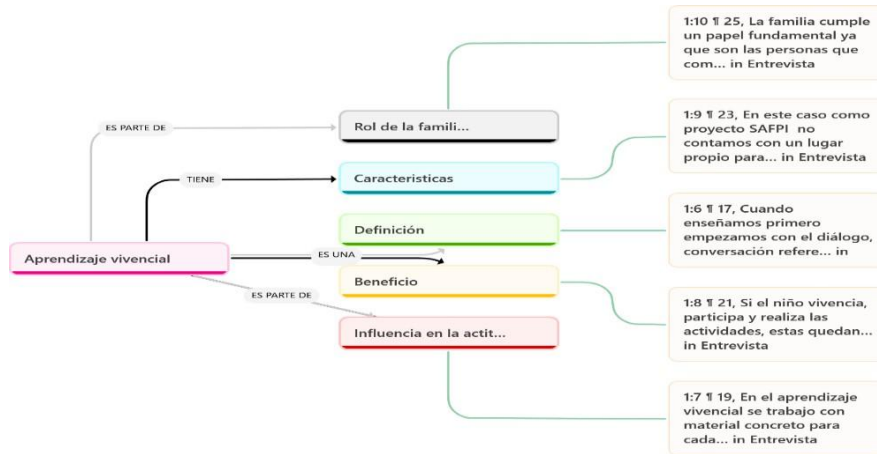 1:10 ¶ 25, La familia cumple
un papel fundamental ya
que son las personas que
com... in Entrevista
ES PARTE DE
Rol de la famili...
1:9 ¶ 23, En este caso como
proyecto SAFPI no
contamos con un lugar
propio para... in Entrevista
TIENE
Caracteristicas
Definición
1:6 ¶ 17, Cuando
enseñamos primero
empezamos con el diálogo,
conversación refere... in
Aprendizaje vivencial
ES UNA
Beneficio
ES PARTE DE
1:8 ¶ 21, Si el niño vivencia,
participa y realiza las
actividades, estas quedan...
in Entrevista
Influencia en la actit...
1:7 ¶ 19, En el aprendizaje
vivencial se trabajo con
material concreto para
cada... in Entrevista